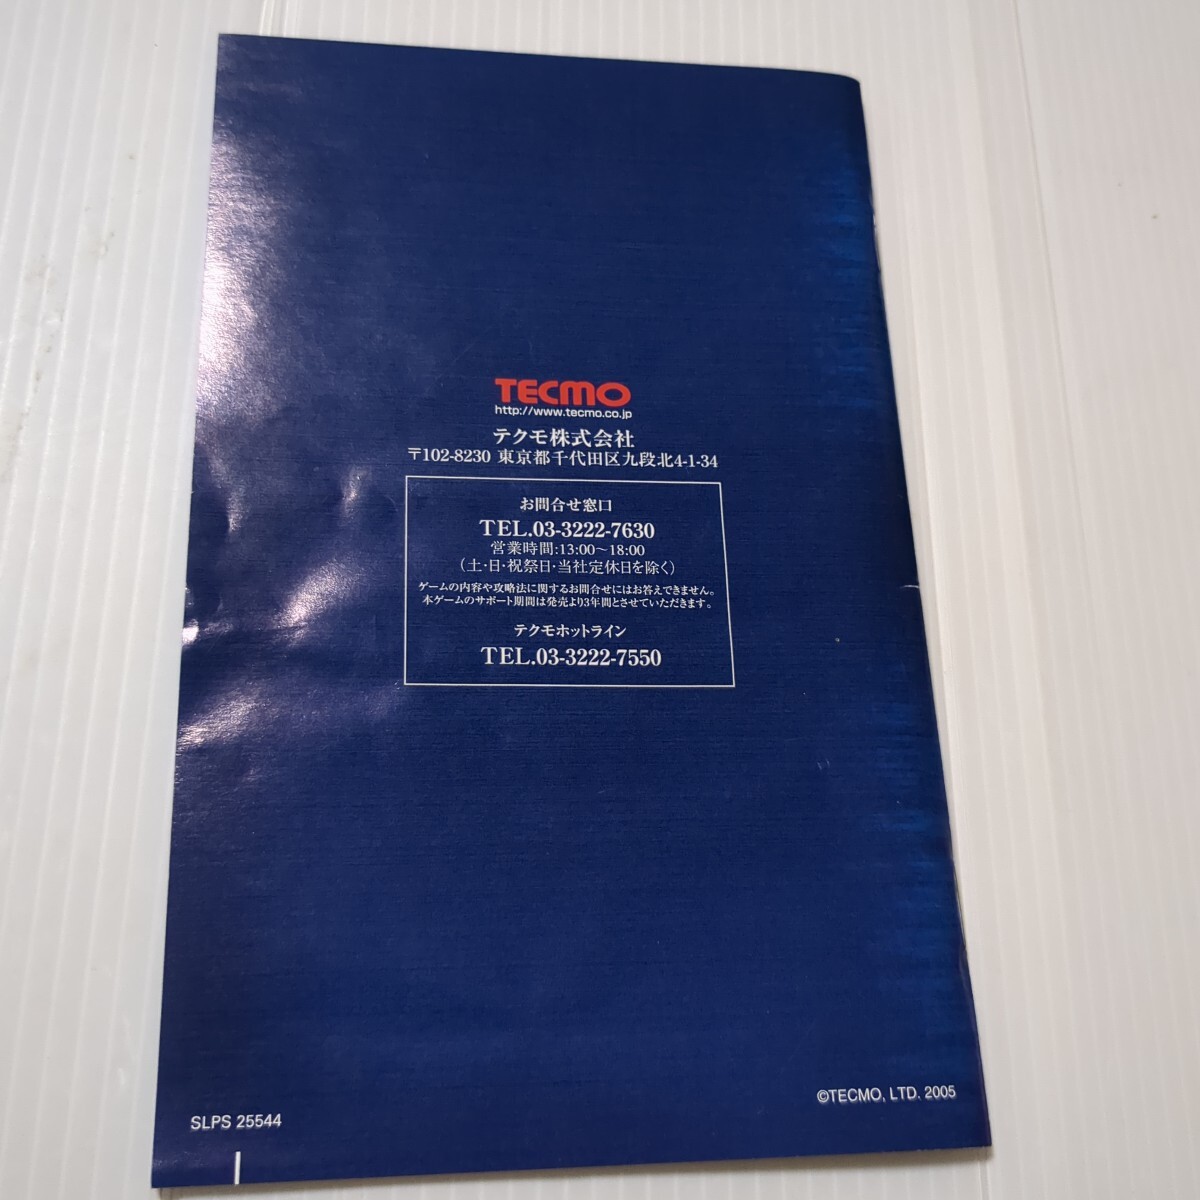 TECMO
http://www.tecmo.co.jp
テクモ株式会社
〒102-8230 東京都千代田区九段北4-1-34
お問合せ窓口
TEL.03-3222-7630
営業時間:13:00～18:00
(土・日・祝祭日・当社定休日を除く)
ゲームの内容や攻略法に関するお問合せにはお答えできません。
本ゲームのサポート期間は発売より3年間とさせていただきます。
テクモホットライン
TEL.03-3222-7550
©TECMO, LTD. 2005
SLPS 25544